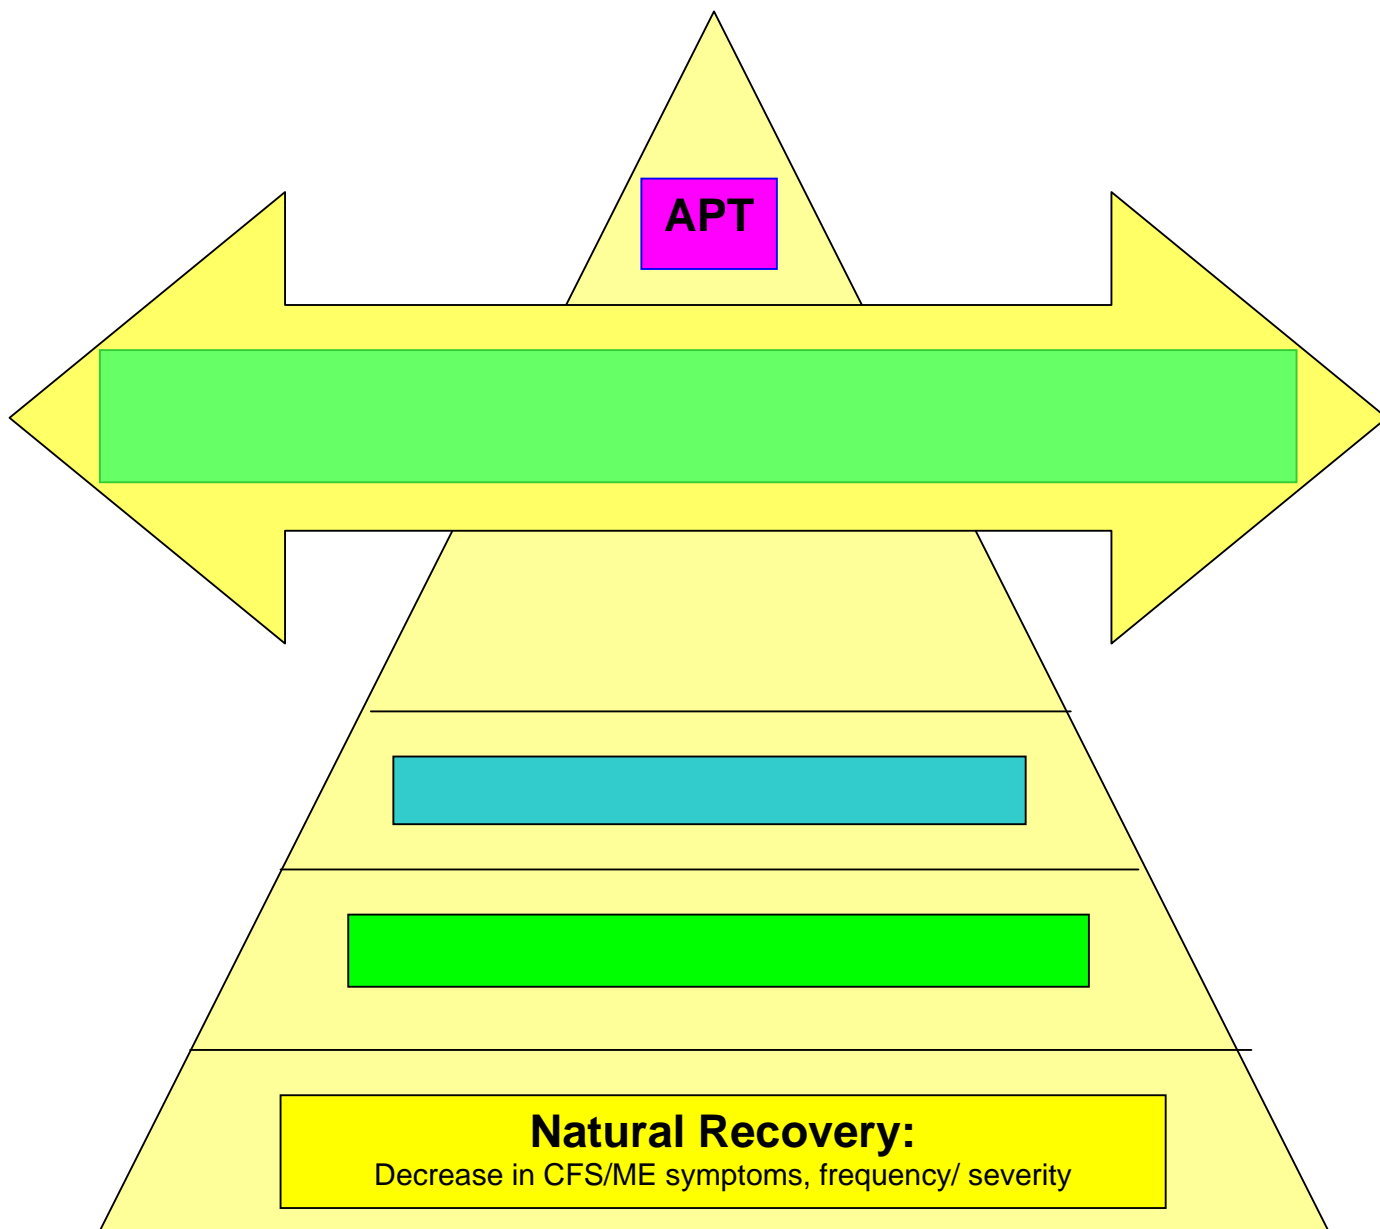 APT
Natural Recovery:
Decrease in CFS/ME symptoms, frequency/ severity